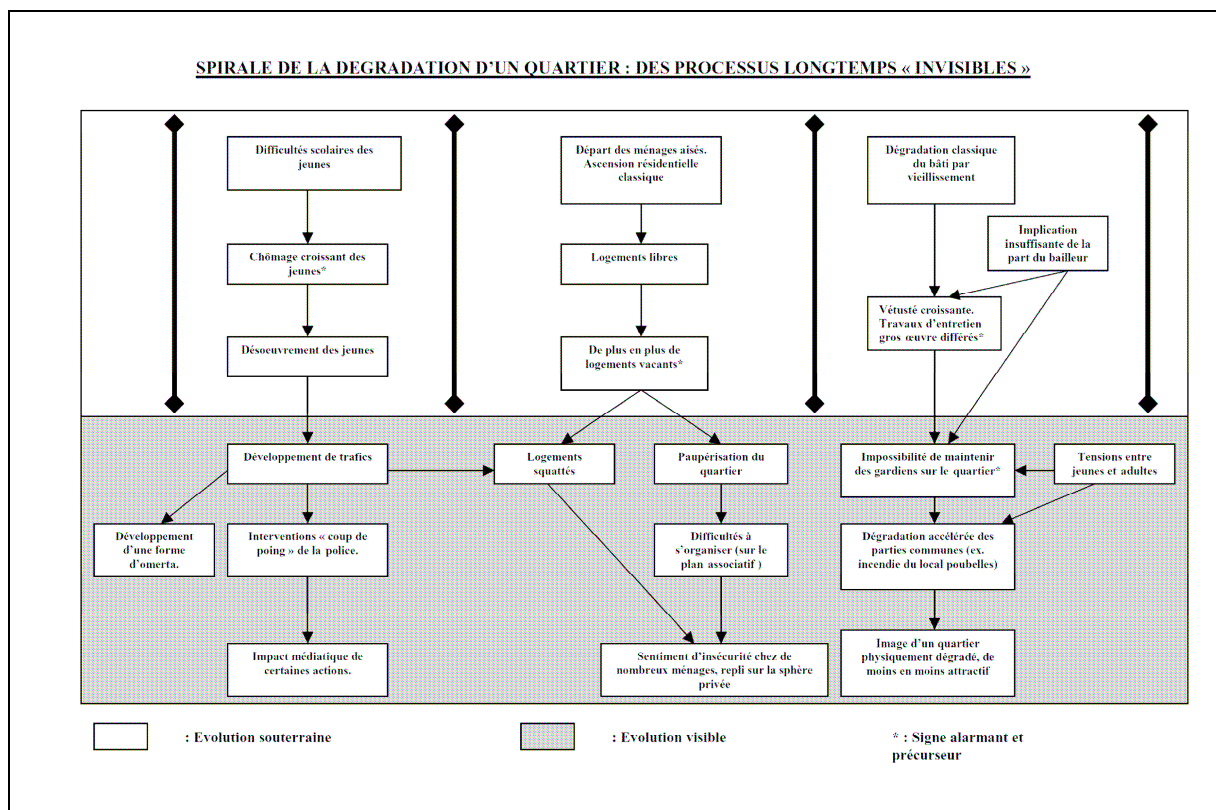 SPIRALE DE LA DEGRADATION D'UN QUARTIER : DES PROCESSUS LONGTEMPS « INVISIBLES »
Difficultés scolaires des
jeunes
Départ des ménages aisés.
Ascension résidentielle
classique
Dégradation classique
du bâti par
vieillissement
Implication
insuffisante de la
part du bailleur
Chômage croissant des
jeunes*
Logements libres
Vétusté croissante.
Travaux d'entretien
gros œuvre différés*
Désoeuvrement des jeunes
De plus en plus de
logements vacants*
Développement de trafics
Logements
squattés
Paupérisation du
quartier
Impossibilité de maintenir
des gardiens sur le quartier*
Tensions entre
jeunes et adultes
Développement
d'une forme
d'omerta.
Interventions « coup de
poing » de la police.
Difficultés à
s'organiser (sur le
plan associatif )
Dégradation accélérée des
parties communes (ex.
incendie du local poubelles)
Impact médiatique de
certaines actions.
Sentiment d'insécurité chez de
nombreux ménages, repli sur la sphère
privée
Image d'un quartier
physiquement dégradé, de
moins en moins attractif
: Evolution souterraine
: Evolution visible
* : Signe alarmant et
précurseur